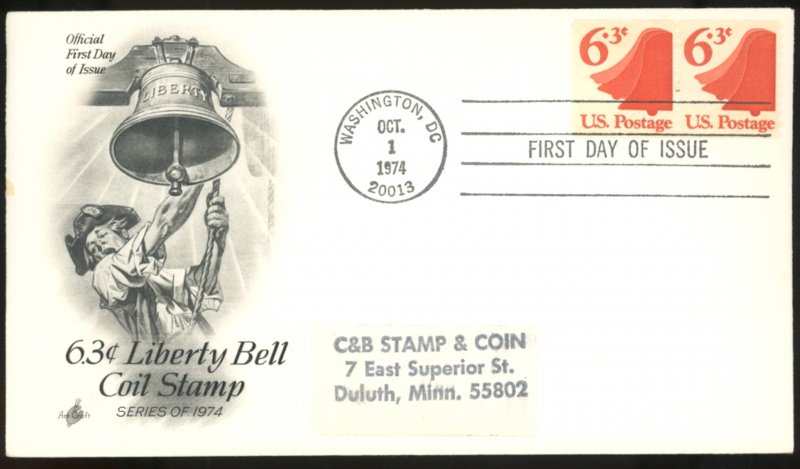 Official
First Day
of Issue
LIBERTY
6.3¢ Liberty Bell
Coil Stamp
SERIES OF 1974
Art Craft
WASHINGTON, DC
OCT.
1
1974
20013
6.3¢
U.S. Postage
6.3¢
U.S. Postage
FIRST DAY OF ISSUE
C&B STAMP & COIN
7 East Superior St.
Duluth, Minn. 55802